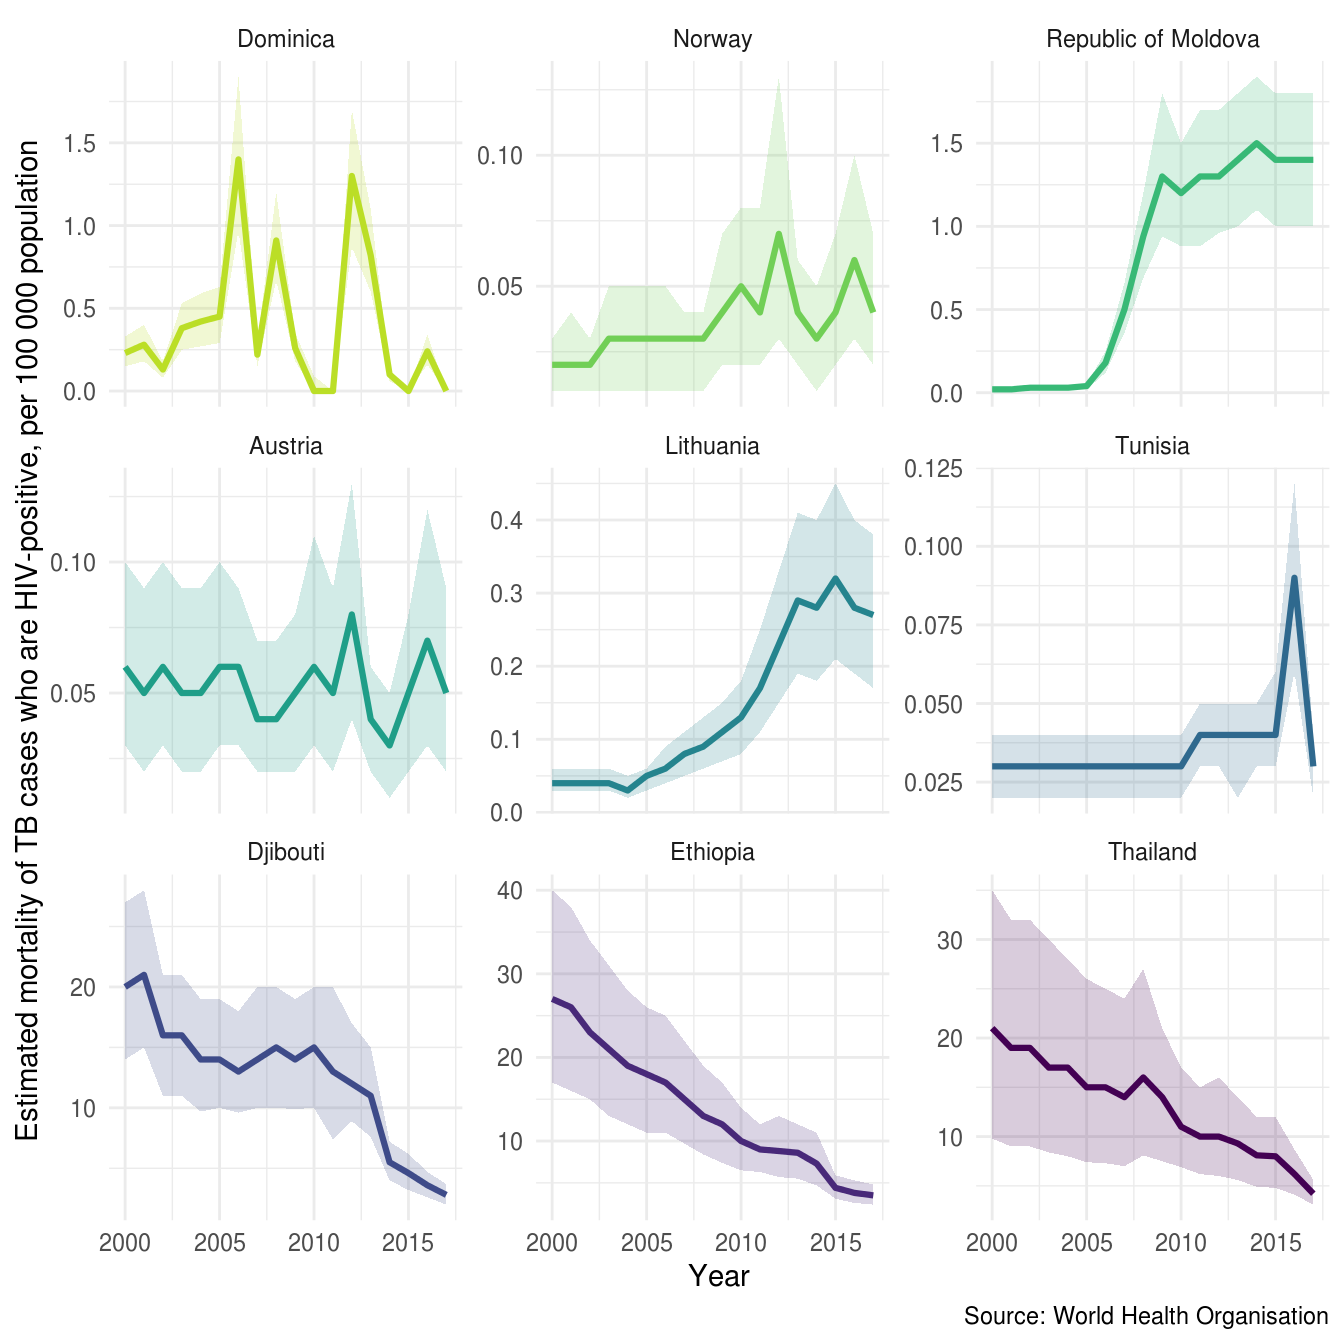 Dominica
Norway
Republic of Moldova
1.5
1.0
0.5
0.0
0.10
0.05
1.5
1.0
0.5
0.0
Austria
Lithuania
Tunisia
0.10
0.05
0.4
0.3
0.2
0.1
0.0
0.125
0.100
0.075
0.050
0.025
Djibouti
Ethiopia
Thailand
20
10
40
30
20
10
30
20
10
2000 2005 2010 2015
2000 2005 2010 2015
2000 2005 2010 2015
Estimated mortality of TB cases who are HIV-positive, per 100 000 population
Year
Source: World Health Organisation